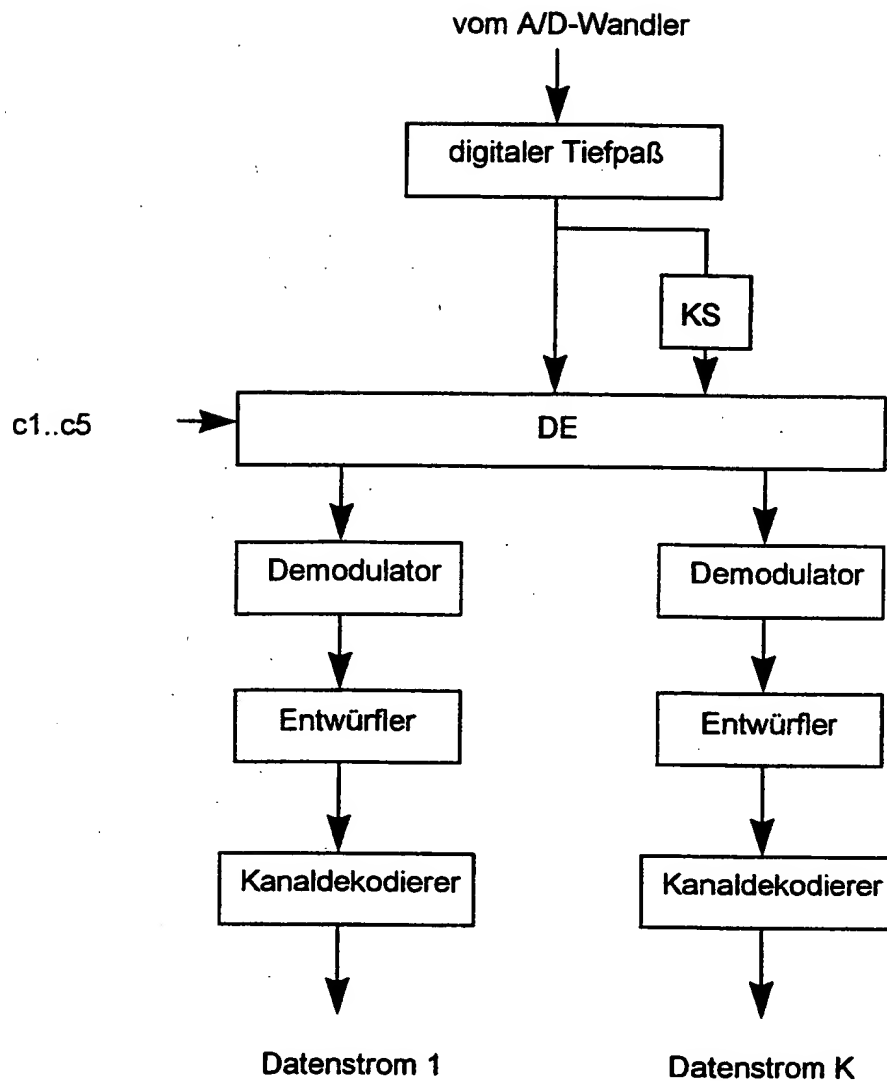 vom A/D-Wandler
digitaler Tiefpaß
KS
c1..c5
DE
Demodulator
Demodulator
Entwürfler
Entwürfler
Kanaldekodierer
Kanaldekodierer
Datenstrom 1
Datenstrom K